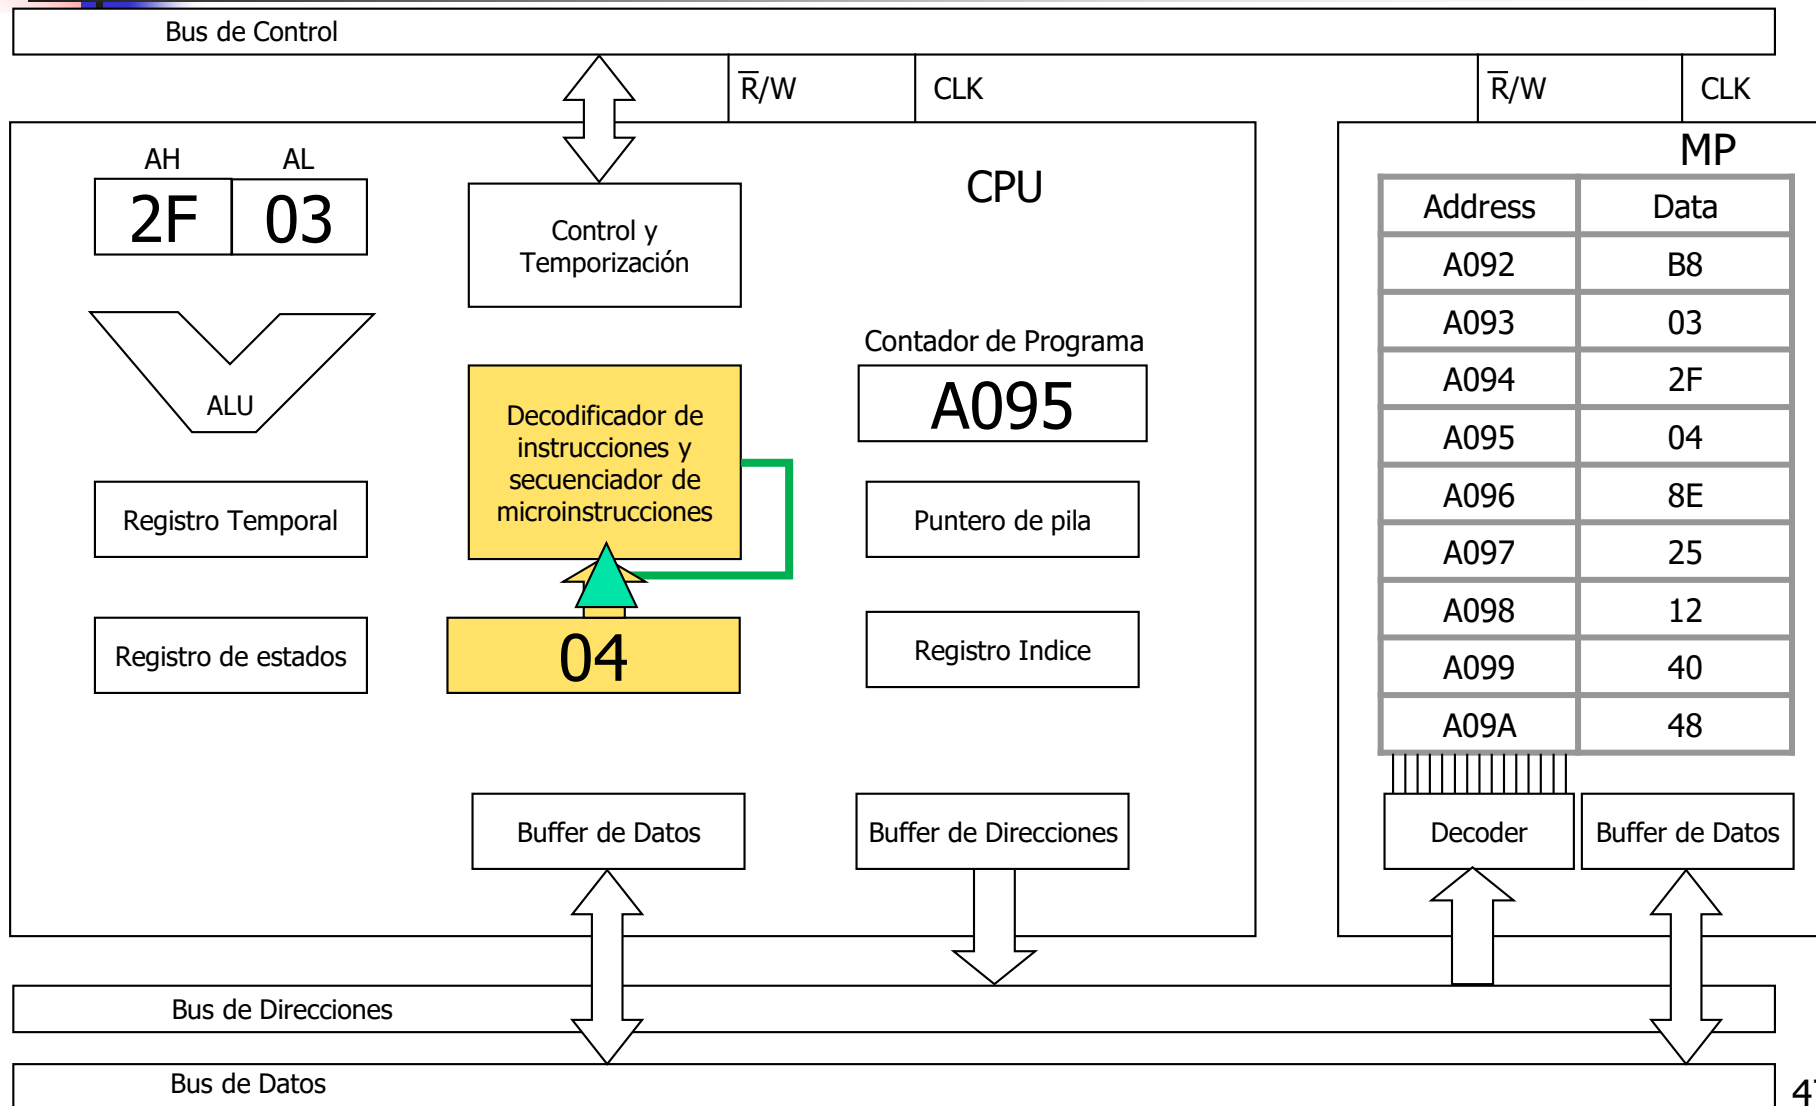 Bus de Control
R̅/W
CLK
R̅/W
CLK
AH
AL
2F
03
Control y
Temporización
CPU
ALU
Decodificador de
instrucciones y
secuenciador de
microinstrucciones
Contador de Programa
A095
Registro Temporal
Puntero de pila
Registro de estados
04
Registro Indice
Buffer de Datos
Buffer de Direcciones
MP
Address Data
A092 B8
A093 03
A094 2F
A095 04
A096 8E
A097 25
A098 12
A099 40
A09A 48
Decoder
Buffer de Datos
Bus de Direcciones
Bus de Datos